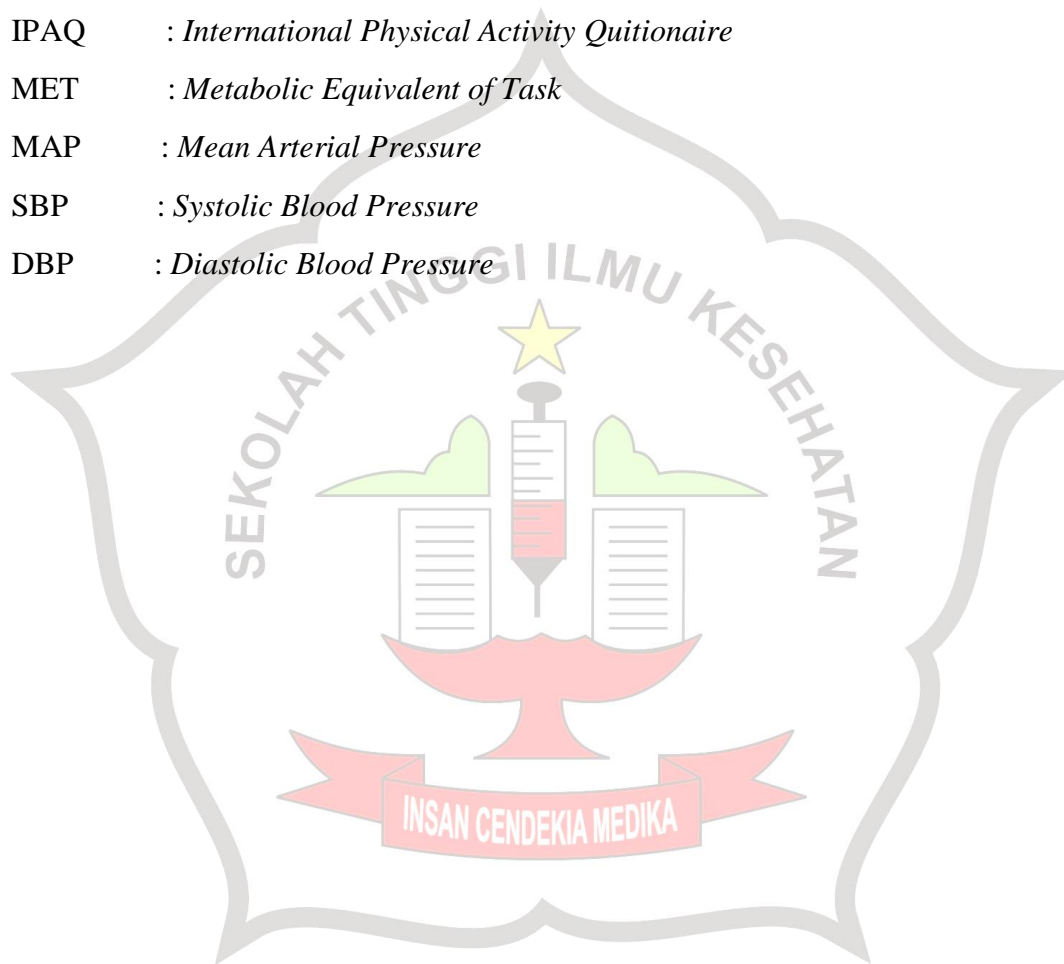 IPAQ : International Physical Activity Quitionaire
MET : Metabolic Equivalent of Task
MAP : Mean Arterial Pressure
SBP : Systolic Blood Pressure
DBP : Diastolic Blood Pressure
SEKOLAH TINGGI ILMU KESEHATAN
INSAN CENDEKIA MEDIKA